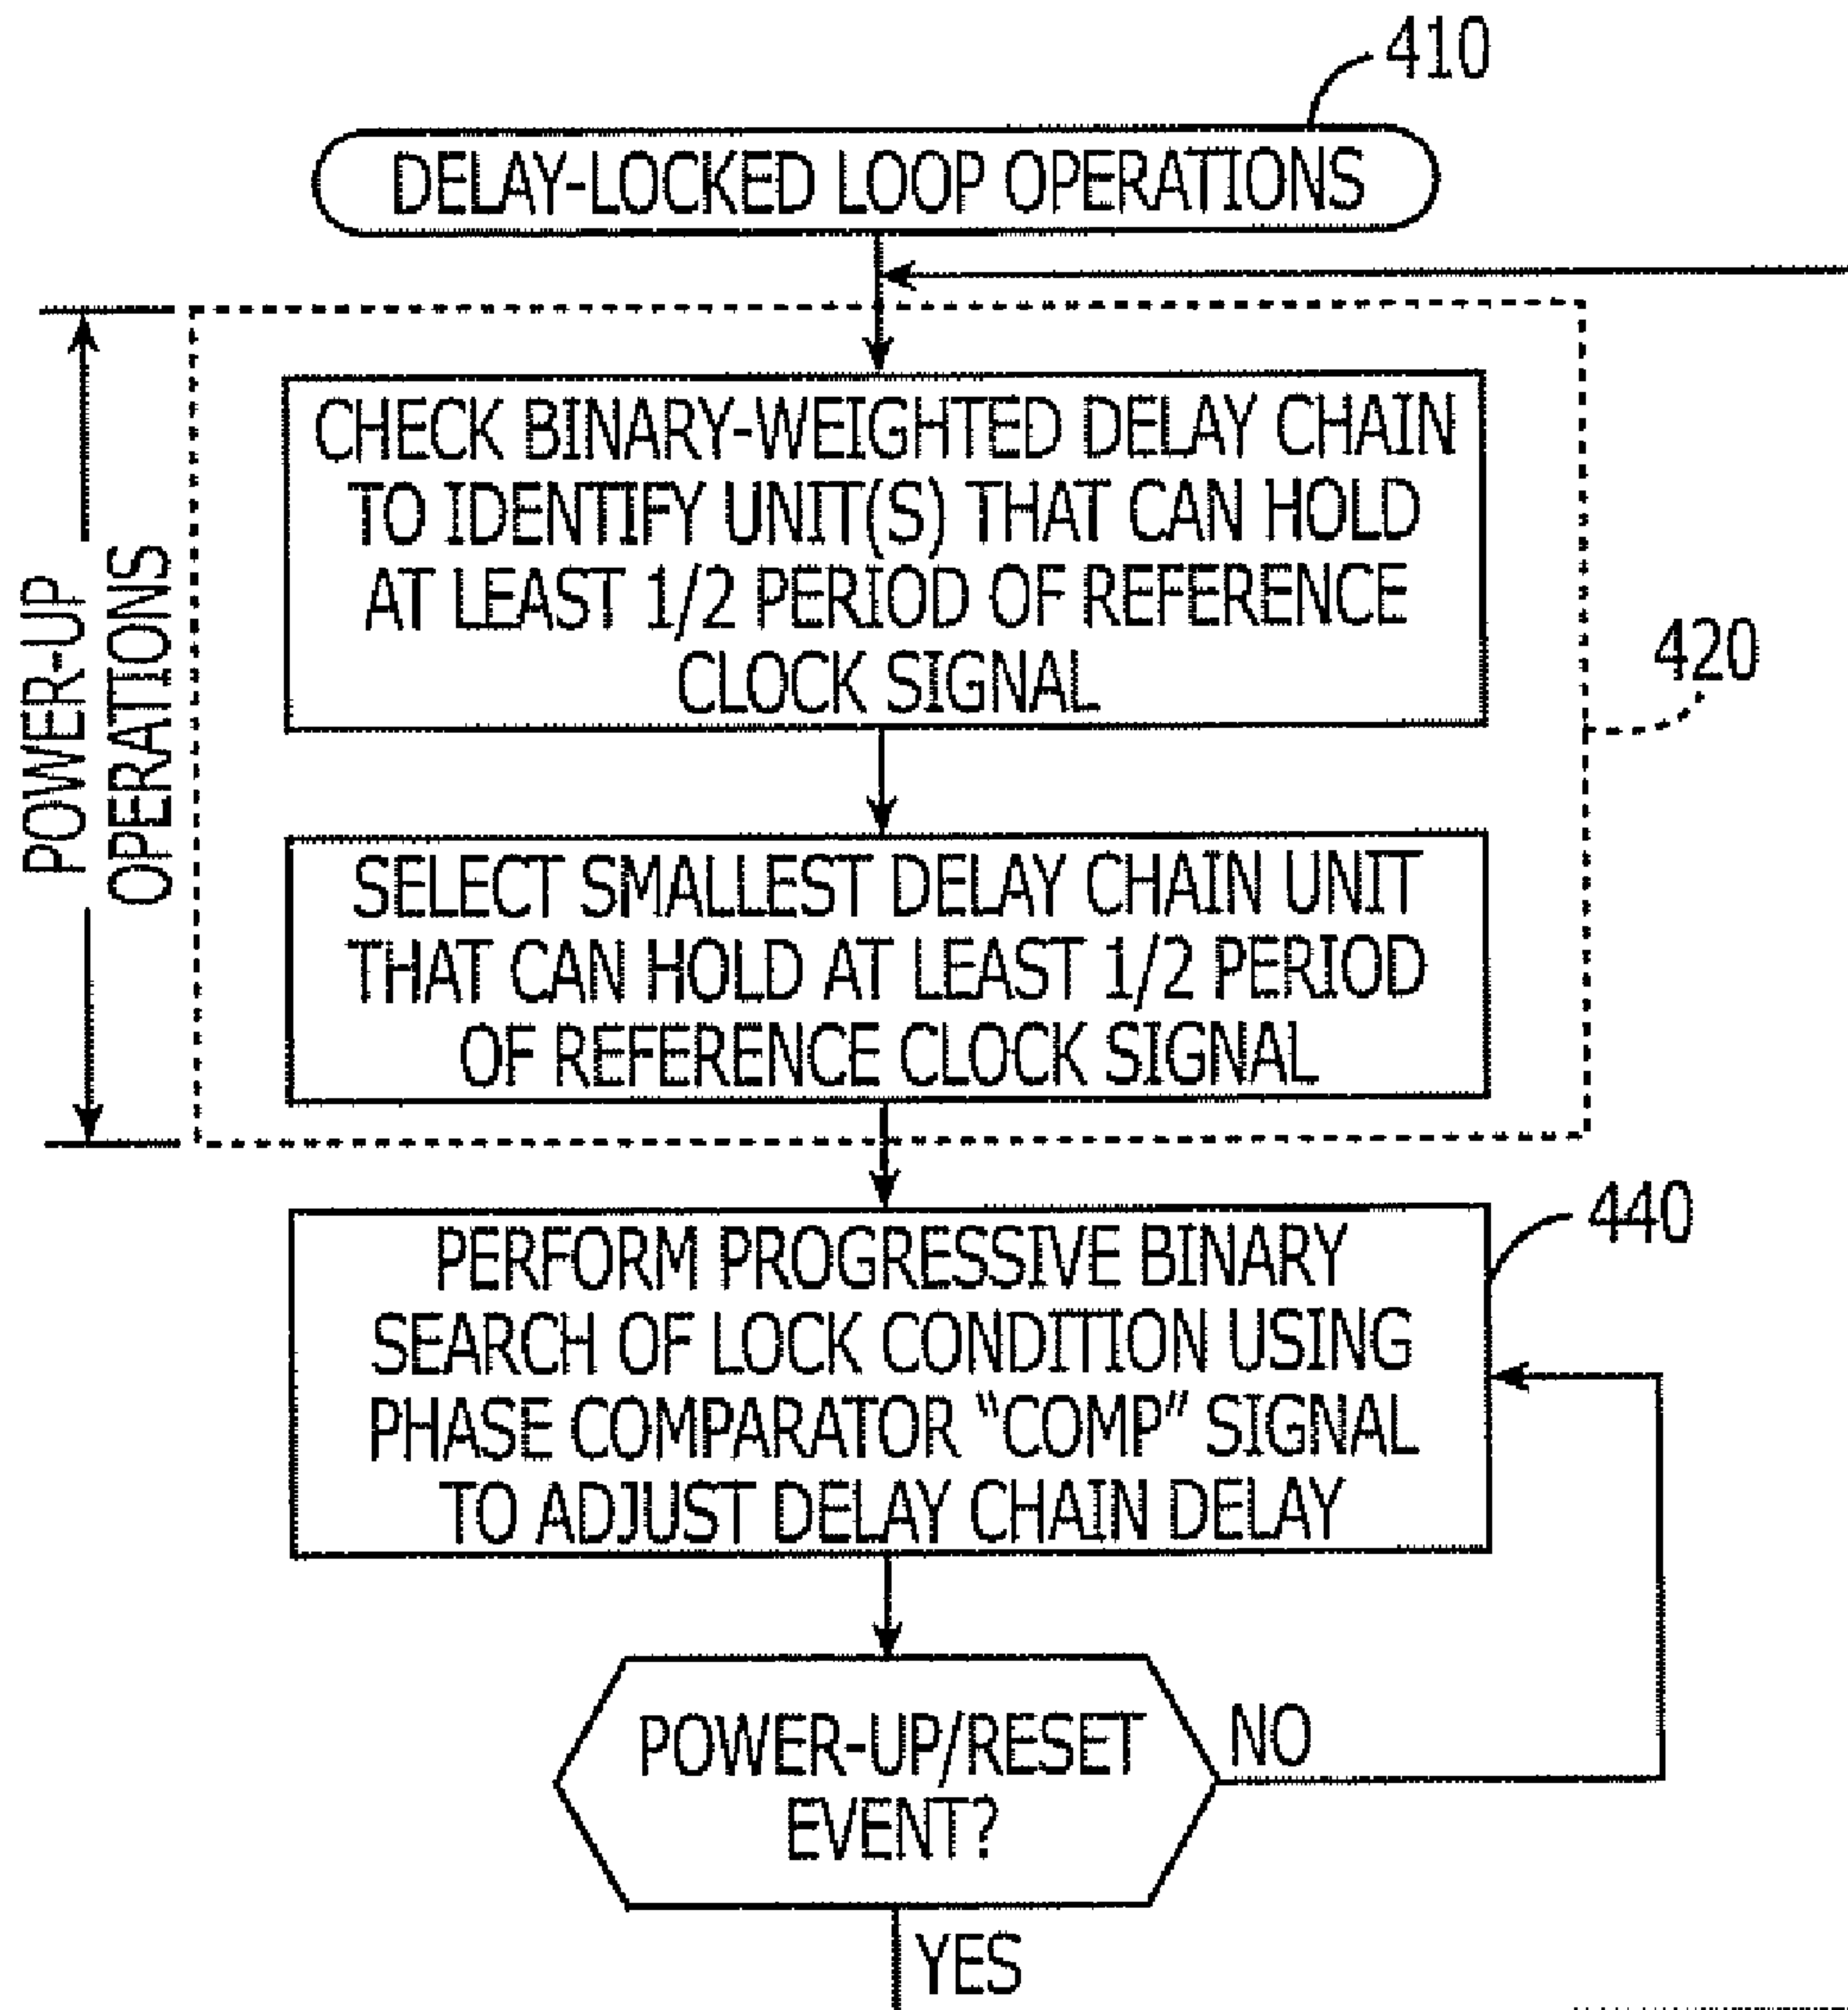 410
DELAY-LOCKED LOOP OPERATIONS
POWER-UP
OPERATIONS
CHECK BINARY-WEIGHTED DELAY CHAIN
TO IDENTIFY UNIT(S) THAT CAN HOLD
AT LEAST 1/2 PERIOD OF REFERENCE
CLOCK SIGNAL
420
SELECT SMALLEST DELAY CHAIN UNIT
THAT CAN HOLD AT LEAST 1/2 PERIOD
OF REFERENCE CLOCK SIGNAL
440
PERFORM PROGRESSIVE BINARY
SEARCH OF LOCK CONDITION USING
PHASE COMPARATOR “COMP” SIGNAL
TO ADJUST DELAY CHAIN DELAY
POWER-UP/RESET
EVENT?
NO
YES